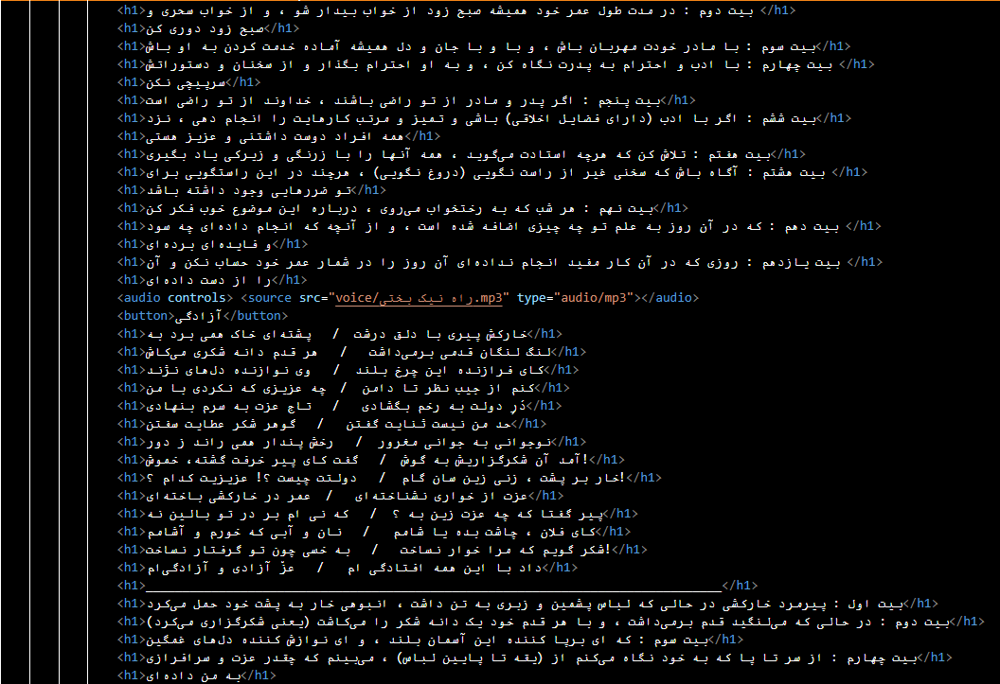 <h1>بیت دوم : در مدت طول عمر خود همیشه صبح زود از خواب بیدار شو ، و از خواب سحری و </h1>
<h1>صبح زود دوری کن</h1>
<h1>بیت سوم : با مادر خودت مهربان باش ، و با و با جان و دل همیشه آماده خدمت کردن به او باش</h1>
<h1>بیت چهارم : با ادب و احترام به پدرت نگاه کن ، و به او احترام بگذار و از سخنان و دستوراتش </h1>
<h1>سرپیچی نکن</h1>
<h1>بیت پنجم : اگر پدر و مادر از تو راضی باشند ، خداوند از تو راضی است</h1>
<h1>بیت ششم : اگر با ادب (دارای فضایل اخلاقی) باشی و تمیز و مرتب کارهایت را انجام دهی ، نزد</h1>
<h1>همه افراد دوست داشتنی و عزیز هستی</h1>
<h1>بیت هفتم : تلاش کن که هرچه استادت می‌گوید ، همه آنها را با زرنگی و زیرکی یاد بگیری</h1>
<h1>بیت هشتم : آگاه باش که سخنی غیر از راست نگویی (دروغ نگویی) ، هرچند در این راستگویی برای </h1>
<h1>تو ضررهایی وجود داشته باشد</h1>
<h1>بیت نهم : هر شب که به رختخواب می‌روی ، درباره این موضوع خوب فکر کن</h1>
<h1>بیت دهم : که در آن روز به علم تو چه چیزی اضافه شده است ، و از آنچه که انجام داده‌ای چه سود </h1>
<h1>و فایده‌ای برده‌ای</h1>
<h1>بیت یازدهم : روزی که در آن کار مفید انجام نداده‌ای آن روز را در شمار عمر خود حساب نکن و آن </h1>
<h1>را از دست داده‌ای</h1>
<audio controls> <source src="voice/راه نیک بختی.mp3" type="audio/mp3"></audio>
<button>آزادگی</button>
<h1>خارکش پیری با دلق درشت / پشته‌ای خاک همی برد به</h1>
<h1>لنگ لنگان قدمی برمی‌داشت / هر قدم دانه شکری می‌کاش</h1>
<h1>کای فرازنده این چرخ بلند / وی نوازنده دل‌های نژند</h1>
<h1>کنم از جیب نظر تا دامن / چه عزیزی که نکردی با من</h1>
<h1>دُرِ دولت به رخم بگشادی / تاج عزت به سرم بنهادی</h1>
<h1>حد من نیست ثنایت گفتن / گوهر شکر عطایت سفتن</h1>
<h1>نوجوانی به جوانی مغرور / رخش پندار همی راند ز دور</h1>
<h1>آمد آن شکرگزاریش به گوش / گفت کای پیر خرفت گشته، خموش!</h1>
<h1>خار بر پشت ، زنی زین سان گام / دولتت چیست ؟! عزیزیت کدام ؟!</h1>
<h1>عزت از خواری نشناخته‌ای / عمر در خارکشی باخته‌ای</h1>
<h1>پیر گفتا که چه عزت زین به ؟ / که نی ام بر در تو بالین نه</h1>
<h1>کای فلان ، چاشت بده یا شامم / نان و آبی که خورم و آشامم</h1>
<h1>شکر گویم که مرا خوار نساخت / به خسی چون تو گرفتار نساخت!</h1>
<h1>داد با این همه افتادگی ام / عزّ آزادی و آزادگی‌ام</h1>
<h1>________________________________________________________________________________</h1>
<h1>بیت اول : پیرمرد خارکشی در حالی که لباس پشمین و زبری به تن داشت ، انبوهی خار به پشت خود حمل می‌کرد</h1>
<h1>بیت دوم : در حالی که می‌لنگید قدم برمی‌داشت ، و با هر قدم خود یک دانه شکر را می‌کاشت (یعنی شکرگزاری می‌کرد)</h1>
<h1>بیت سوم : که ای برپا کننده این آسمان بلند ، و ای نوازش کننده دل‌های غمگین</h1>
<h1>بیت چهارم : از سر تا پا که به خود نگاه می‌کنم از (یقه تا پایین لباس) ، می‌بینم که چقدر عزت و سرافرازی</h1>
<h1>به من داده‌ای</h1>